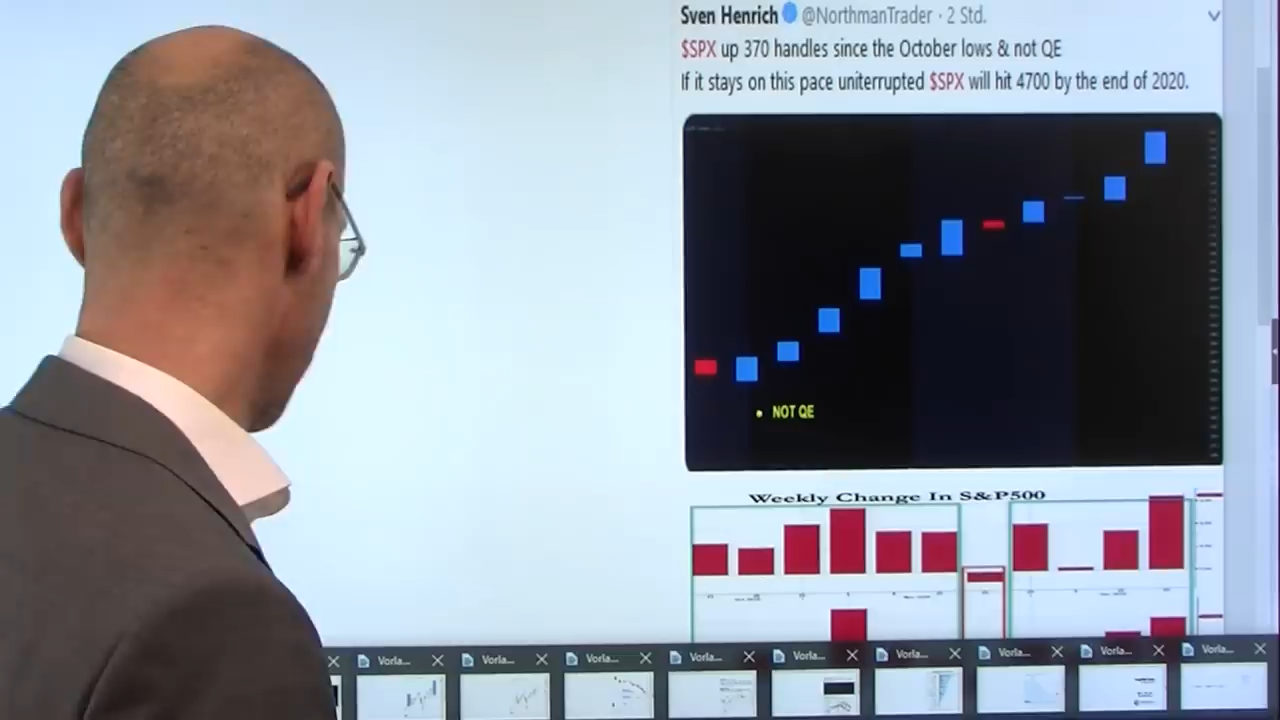 Sven Henrich @NorthmanTrader · 2 Std.
$SPX up 370 handles since the October lows & not QE
If it stays on this pace uninterrupted $SPX will hit 4700 by the end of 2020.
NOT QE
Weekly Change In S&P500
Vorla...
Vorla...
Vorla...
Vorla...
Vorla...
Vorla...
Vorla...
Vorla...
Vorla...